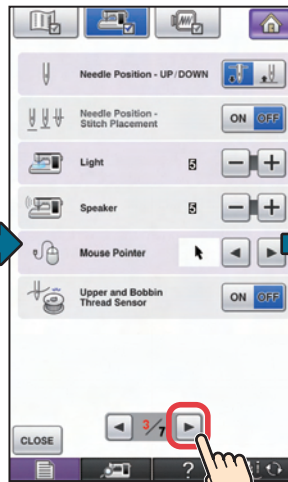 Needle Position - UP/DOWN
Needle Position -
Stitch Placement
ON OFF
Light
5
Speaker
5
Mouse Pointer
Upper and Bobbin
Thread Sensor
ON OFF
3/7
CLOSE
?